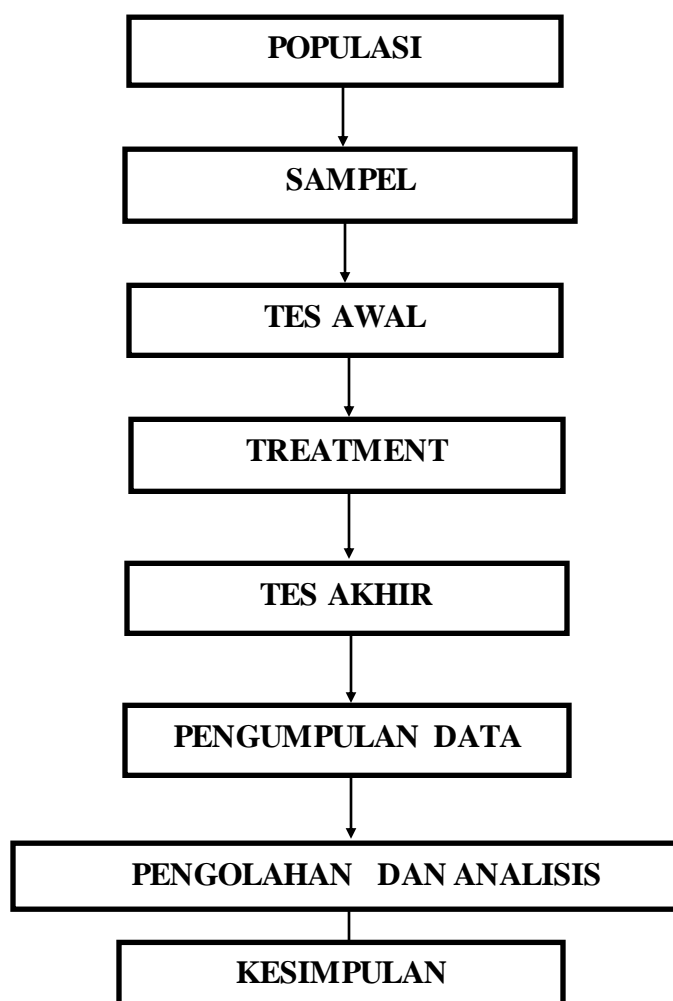 POPULASI
SAMPEL
TES AWAL
TREATMENT
TES AKHIR
PENGUMPULAN DATA
PENGOLAHAN DAN ANALISIS
KESIMPULAN